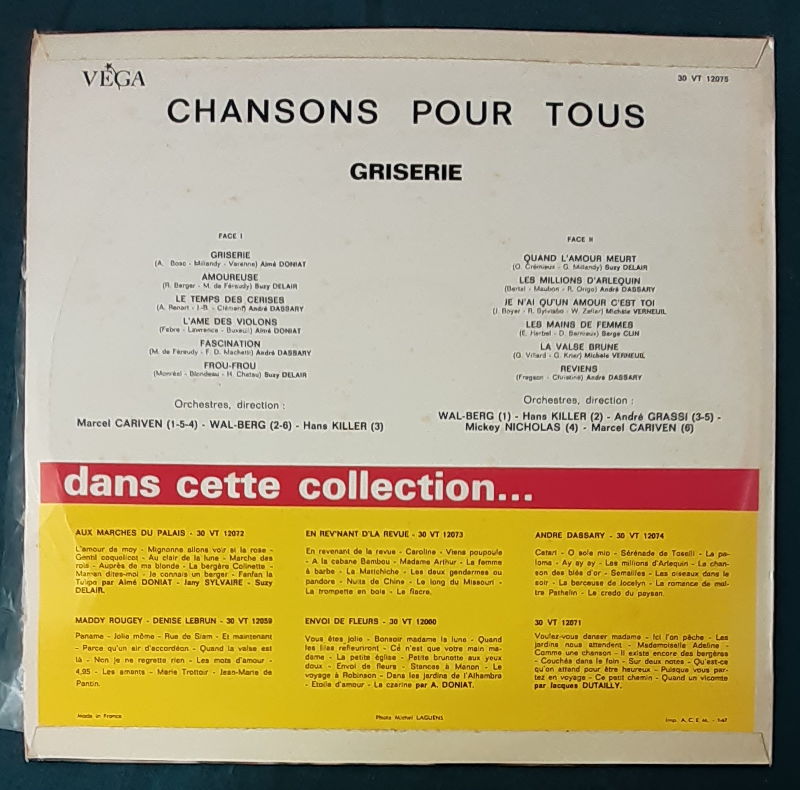 VÉGA
30 VT 12075
CHANSONS POUR TOUS
GRISERIE
FACE I
GRISERIE
(A. Bosc - Millandy - Varenne) Aimé DONIAT
AMOUREUSE
(R. Berger - M. de Féraudy) Suzy DELAIR
LE TEMPS DES CERISES
(A. Renart - J.-B. - Clément) André DASSARY
L'AME DES VIOLONS
(Febre - Lawrence - Buxeuil) Aimé DONIAT
FASCINATION
(M. de Féraudy - F. D. Machetti) André DASSARY
FROU-FROU
(Monréal - Blondeau - H. Chatau) Suzy DELAIR
Orchestres, direction :
Marcel CARIVEN (1-5-4) - WAL-BERG (2-6) - Hans KILLER (3)
FACE II
QUAND L'AMOUR MEURT
(O. Crémieux - G. Millandy) Suzy DELAIR
LES MILLIONS D'ARLEQUIN
(Bertal - Maubon - R. Drigo) André DASSARY
JE N'AI QU'UN AMOUR C'EST TOI
(J. Boyer - R. Sylviano - W. Zeller) Michèle VERNEUIL
LES MAINS DE FEMMES
(E. Herbel - D. Berniaux) Serge CLIN
LA VALSE BRUNE
(G. Villard - G. Krier) Michèle VERNEUIL
REVIENS
(Fragson - Christiné) André DASSARY
Orchestres, direction :
WAL-BERG (1) - Hans KILLER (2) - André GRASSI (3-5) -
Mickey NICHOLAS (4) - Marcel CARIVEN (6)
dans cette collection...
AUX MARCHES DU PALAIS - 30 VT 12072
L'amour de moy - Mignonne allons voir si la rose -
Gentil coquelicot - Au clair de la lune - Marche des
rois - Auprès de ma blonde - La bergère Colinette -
Maman dites-moi - Je connais un berger - Fanfan la
Tulipe par Aimé DONIAT - Jany SYLVAIRE - Suzy
DELAIR.
EN REV'NANT D'LA REVUE - 30 VT 12073
En revenant de la revue - Caroline - Viens poupoule
- A la cabane Bambou - Madame Arthur - La femme
à barbe - La Matichiche - Les deux gendarmes ou
pandore - Nuits de Chine - Le long du Missouri -
La trompette en bois - Le fiacre.
ANDRE DASSARY - 30 VT 12074
Catari - O sole mio - Sérénade de Toselli - La pa-
loma - Ay ay ay - Les millions d'Arlequin - La chan-
son des blés d'or - Semailles - Les oiseaux dans le
soir - La berceuse de Jocelyn - La romance de maî-
tre Pathelin - Le credo du paysan.
MADDY ROUGEY - DENISE LEBRUN - 30 VT 12059
Paname - Jolie môme - Rue de Siam - Et maintenant
- Parce qu'un air d'accordéon - Quand la valse est
là - Non je ne regrette rien - Les mots d'amour -
4,95 - Les amants - Marie Trottoir - Jean-Marie de
Pantin.
ENVOI DE FLEURS - 30 VT 12060
Vous êtes jolie - Bonsoir madame la lune - Quand
les lilas refleuriront - Ce n'est que votre main ma-
dame - La petite église - Petite brunette aux yeux
doux - Envoi de fleurs - Stances à Manon - Le
voyage à Robinson - Dans les jardins de l'Alhambra
- Etoile d'amour - La czarine par A. DONIAT.
30 VT 12071
Voulez-vous danser madame - Ici l'on pêche - Les
jardins nous attendent - Mademoiselle Adeline -
Comme une chanson - Il existe encore des bergères
- Couchés dans le foin - Sur deux notes - Qu'est-ce
qu'on attend pour être heureux - Puisque vous par-
tez en voyage - Ce petit chemin - Quand un vicomte
par Jacques DUTAILLY.
Made in France
Photo Michel LAGUENS
Imp. A. C. E. M. - 1-67